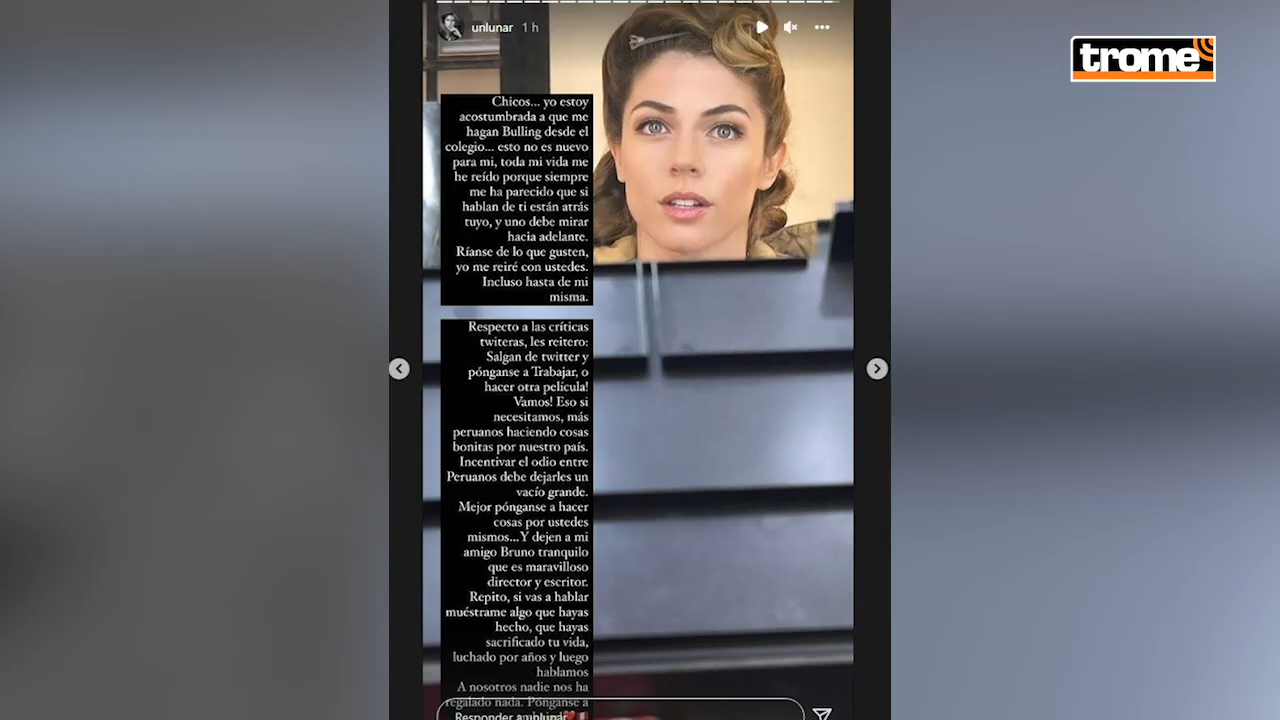 unlunar 1 h
trome
Chicos... yo estoy
acostumbrada a que me
hagan Bulling desde el
colegio... esto no es nuevo
para mi, toda mi vida me
he reído porque siempre
me ha parecido que si
hablan de ti están atrás
tuyo, y uno debe mirar
hacia adelante.
Ríanse de lo que gusten,
yo me reiré con ustedes.
Incluso hasta de mi
misma.
Respecto a las críticas
twiteras, les reitero:
Salgan de twitter y
pónganse a Trabajar, o
hacer otra película!
Vamos! Eso si
necesitamos, más
peruanos haciendo cosas
bonitas por nuestro país.
Incentivar el odio entre
Peruanos debe dejarles un
vacío grande.
Mejor pónganse a hacer
cosas por ustedes
mismos...Y dejen a mi
amigo Bruno tranquilo
que es maravilloso
director y escritor.
Repito, si vas a hablar
muéstrame algo que hayas
hecho, que hayas
sacrificado tu vida,
luchado por años y luego
hablamos
A nosotros nadie nos ha
regalado nada. Pónganse a
Responder a unlunar